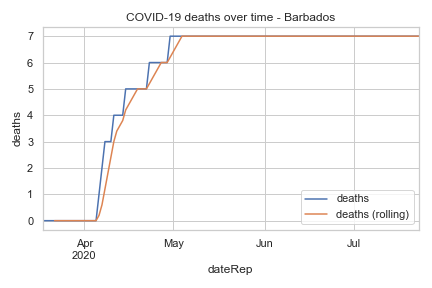 COVID-19 deaths over time - Barbados
deaths
7
6
5
4
3
2
1
0
Apr
2020
May
Jun
Jul
dateRep
deaths
deaths (rolling)